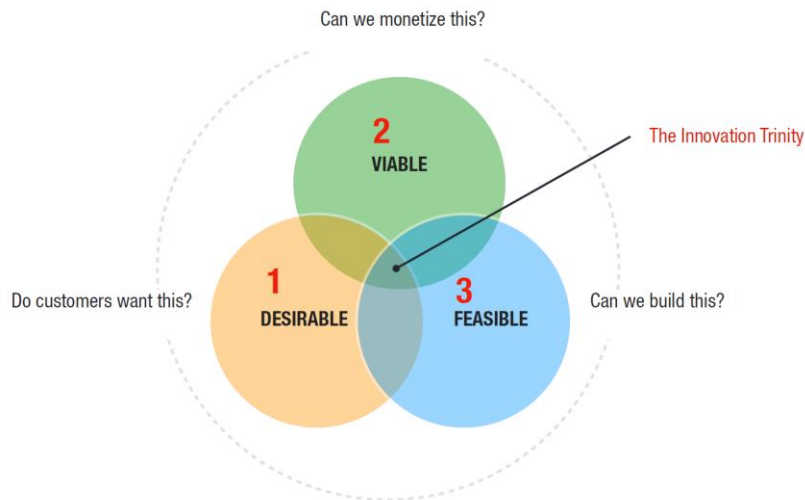 Can we monetize this?
2
VIABLE
The Innovation Trinity
1
DESIRABLE
3
FEASIBLE
Do customers want this?
Can we build this?